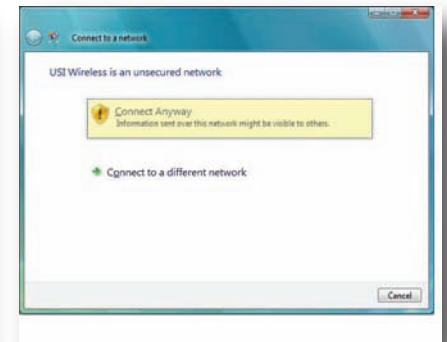 Connect to a network
USI Wireless is an unsecured network
Connect Anyway
Information sent over this network might be visible to others.
Connect to a different network
Cancel